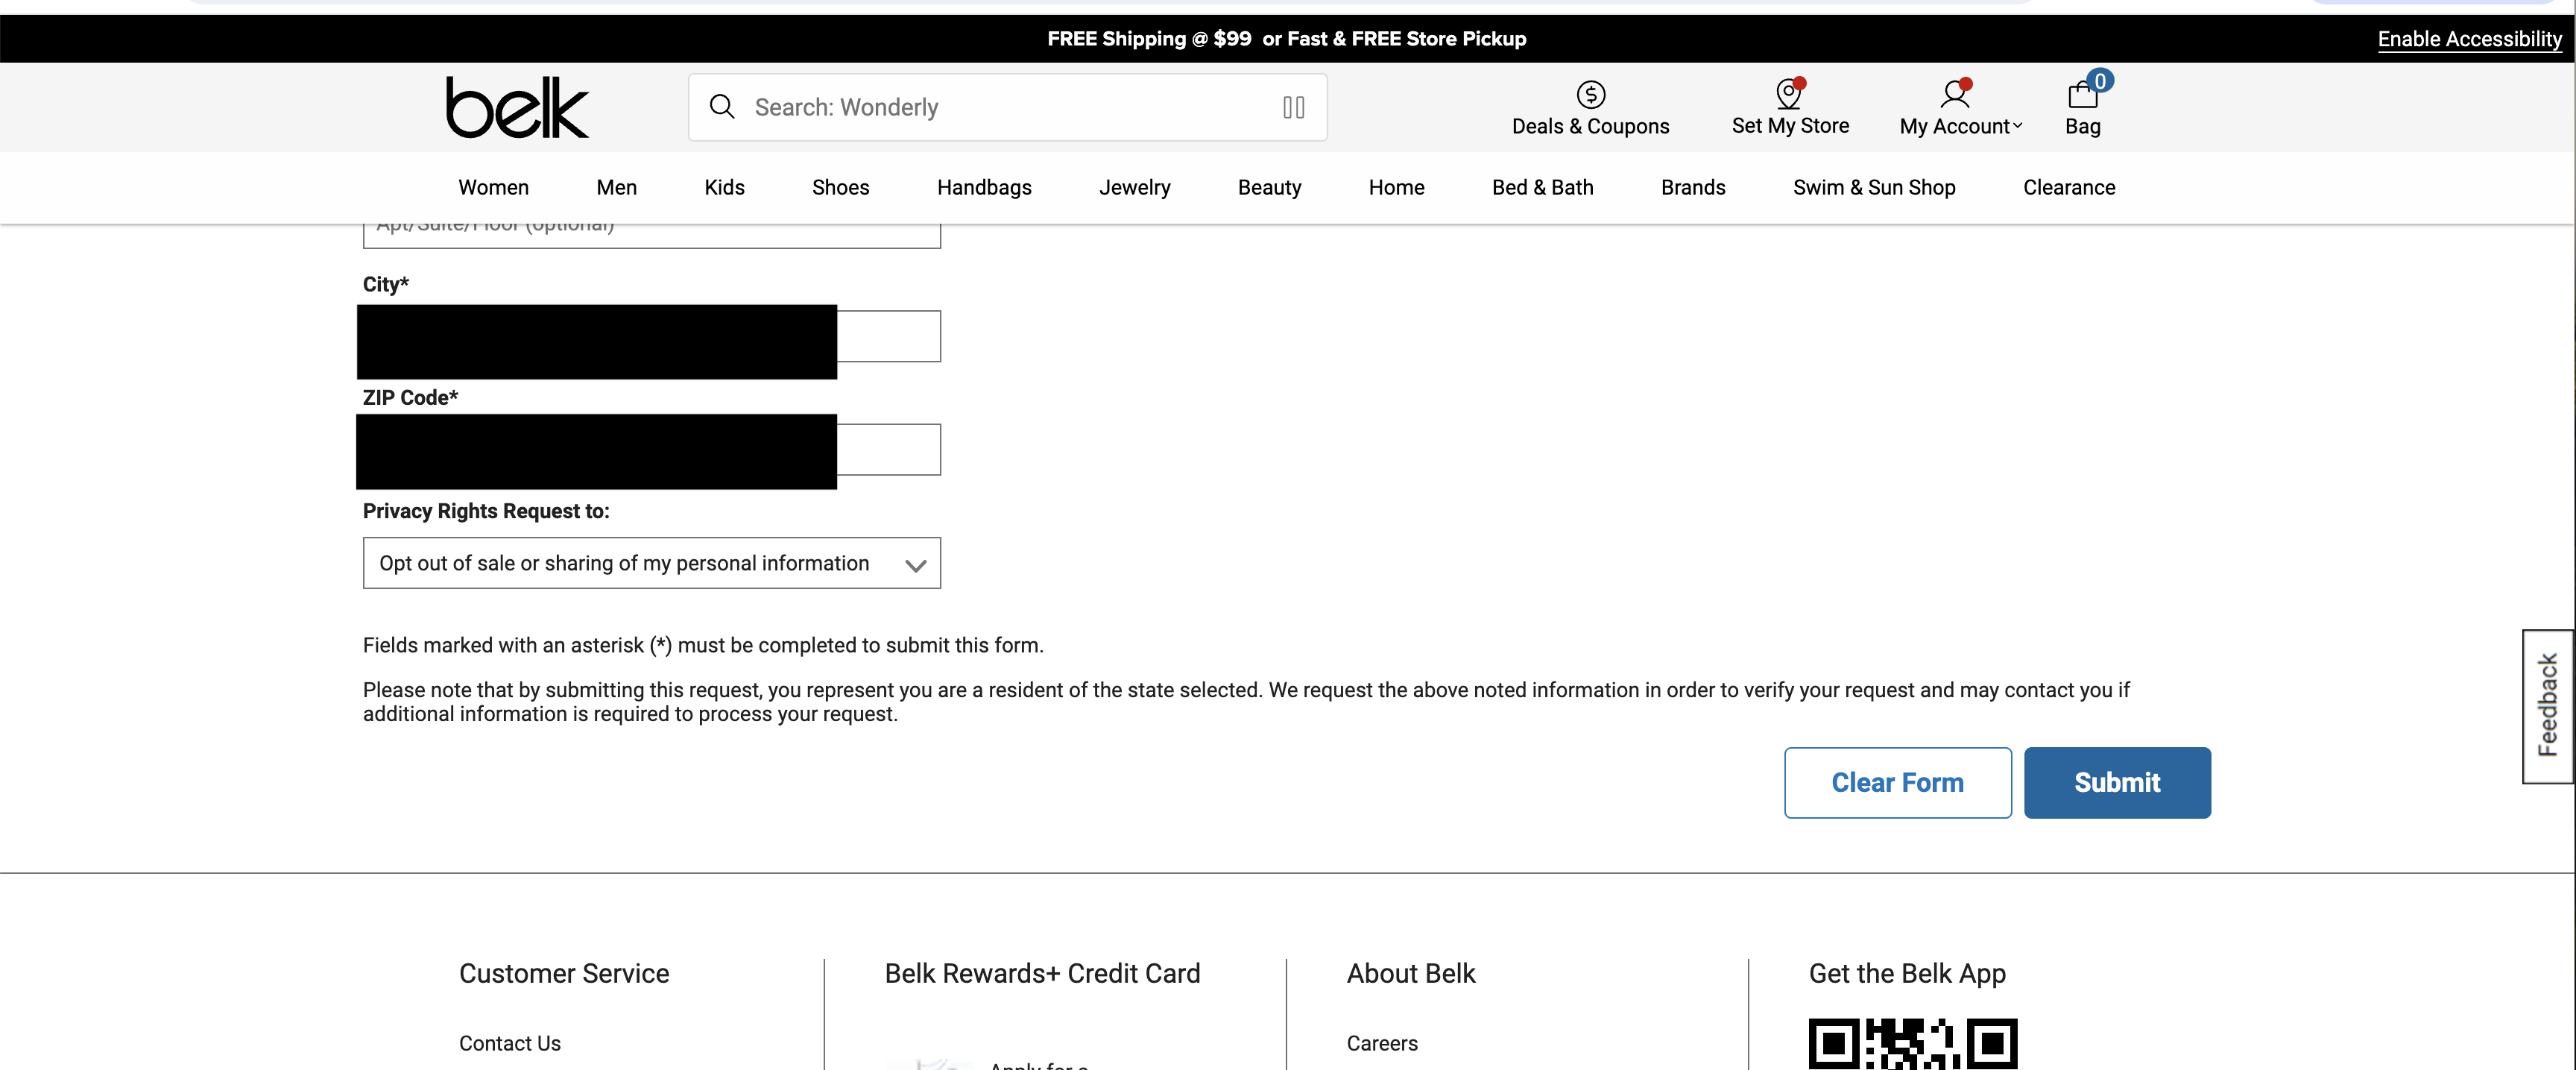 FREE Shipping @ $99 or Fast & FREE Store Pickup
Enable Accessibility
belk
Search: Wonderly
Deals & Coupons
Set My Store
My Account
0
Bag
Women
Men
Kids
Shoes
Handbags
Jewelry
Beauty
Home
Bed & Bath
Brands
Swim & Sun Shop
Clearance
Apt/Suite/Floor (optional)
City*
ZIP Code*
Privacy Rights Request to:
Opt out of sale or sharing of my personal information
Fields marked with an asterisk (*) must be completed to submit this form.
Please note that by submitting this request, you represent you are a resident of the state selected. We request the above noted information in order to verify your request and may contact you if
additional information is required to process your request.
Feedback
Clear Form
Submit
Customer Service
Belk Rewards+ Credit Card
About Belk
Get the Belk App
Contact Us
Apply for a
Careers